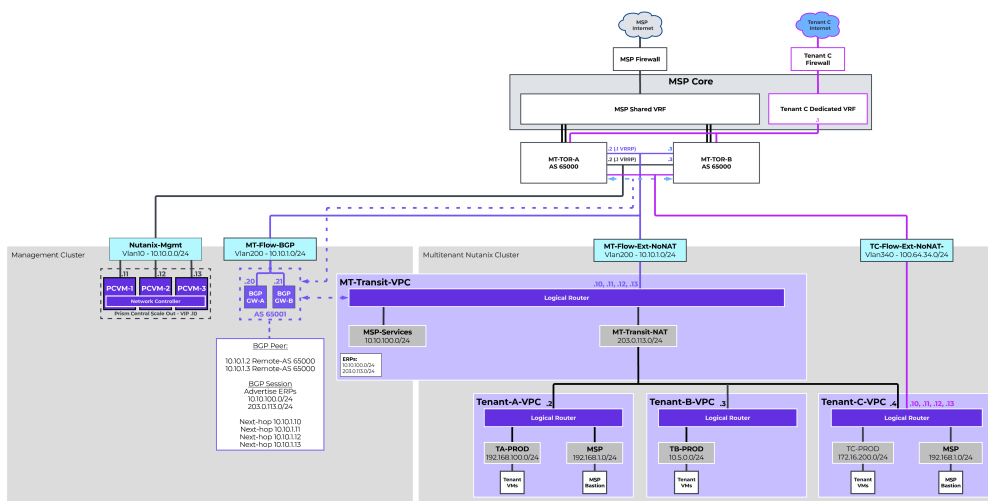 MSP
Internet
Tenant C
Internet
MSP Firewall
Tenant C
Firewall
MSP Core
MSP Shared VRF
Tenant C Dedicated VRF
.1
MT-TOR-A
AS 65000
.2 (.1 VRRP)
.3
.2 (.1 VRRP)
.3
MT-TOR-B
AS 65000
Management Cluster
Nutanix-Mgmt
Vlan10 - 10.10.0.0/24
MT-Flow-BGP
Vlan200 - 10.10.1.0/24
Multitenant Nutanix Cluster
MT-Flow-Ext-NoNAT
Vlan200 - 10.10.1.0/24
TC-Flow-Ext-NoNAT-
Vlan340 - 100.64.34.0/24
.11
.12
.13
PCVM-1
PCVM-2
PCVM-3
Network Controller
Prism Central Scale Out - VIP .10
.20
.21
BGP
GW-A
BGP
GW-B
AS 65001
MT-Transit-VPC
.10, .11, .12, .13
Logical Router
MSP-Services
10.10.100.0/24
MT-Transit-NAT
203.0.113.0/24
ERPs:
10.10.100.0/24
203.0.113.0/24
BGP Peer:
10.10.1.2 Remote-AS 65000
10.10.1.3 Remote-AS 65000
BGP Session
Advertise ERPs
10.10.100.0/24
203.0.113.0/24
Next-hop 10.10.1.10
Next-hop 10.10.1.11
Next-hop 10.10.1.12
Next-hop 10.10.1.13
Tenant-A-VPC
.2
Logical Router
TA-PROD
192.168.100.0/24
MSP
192.168.1.0/24
Tenant
VMs
MSP
Bastion
Tenant-B-VPC
.3
Logical Router
TB-PROD
10.5.0.0/24
Tenant
VMs
Tenant-C-VPC
.4
.10, .11, .12, .13
Logical Router
TC-PROD
172.16.200.0/24
MSP
192.168.1.0/24
Tenant
VMs
MSP
Bastion